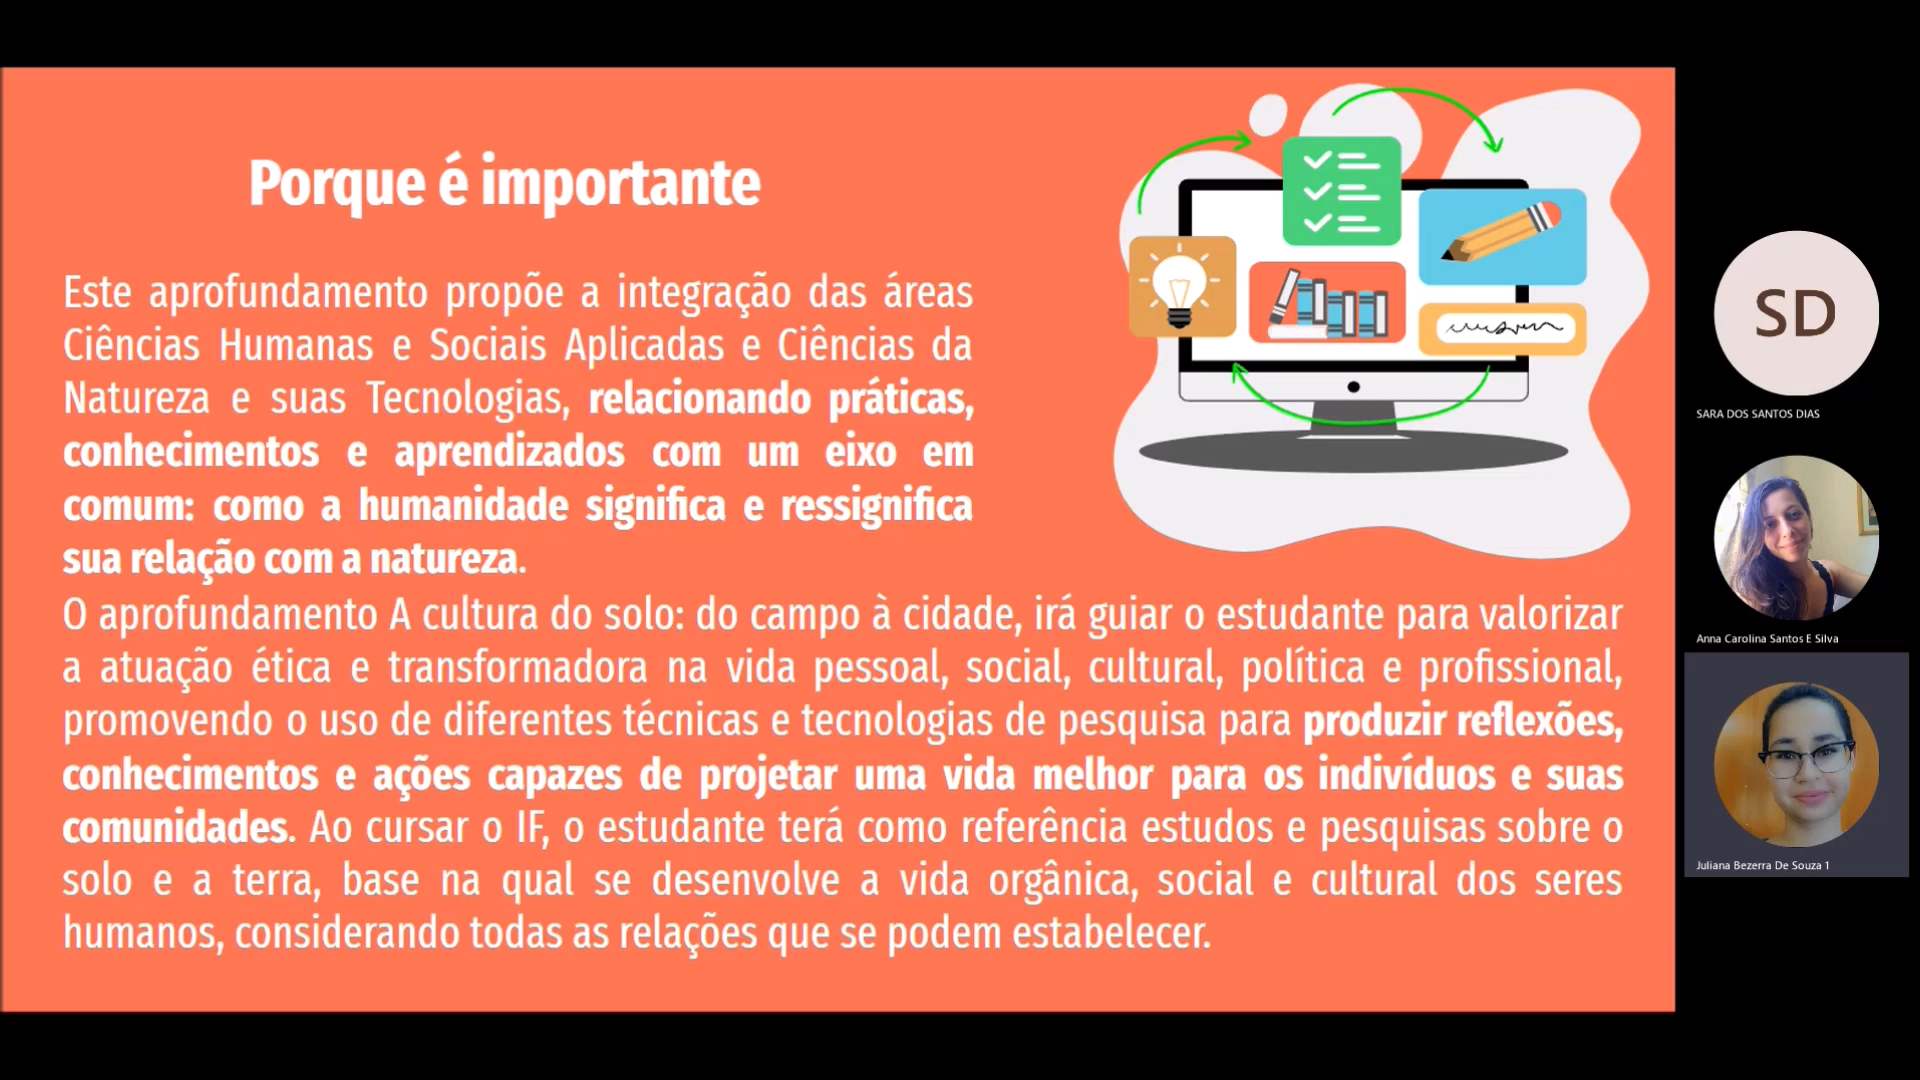 Porque é importante
Este aprofundamento propõe a integração das áreas
Ciências Humanas e Sociais Aplicadas e Ciências da
Natureza e suas Tecnologias, relacionando práticas,
conhecimentos e aprendizados com um eixo em
comum: como a humanidade significa e ressignifica
sua relação com a natureza.
O aprofundamento A cultura do solo: do campo à cidade, irá guiar o estudante para valorizar
a atuação ética e transformadora na vida pessoal, social, cultural, política e profissional,
promovendo o uso de diferentes técnicas e tecnologias de pesquisa para produzir reflexões,
conhecimentos e ações capazes de projetar uma vida melhor para os indivíduos e suas
comunidades. Ao cursar o IF, o estudante terá como referência estudos e pesquisas sobre o
solo e a terra, base na qual se desenvolve a vida orgânica, social e cultural dos seres
humanos, considerando todas as relações que se podem estabelecer.
SD
SARA DOS SANTOS DIAS
Anna Carolina Santos E Silva
Juliana Bezerra De Souza 1